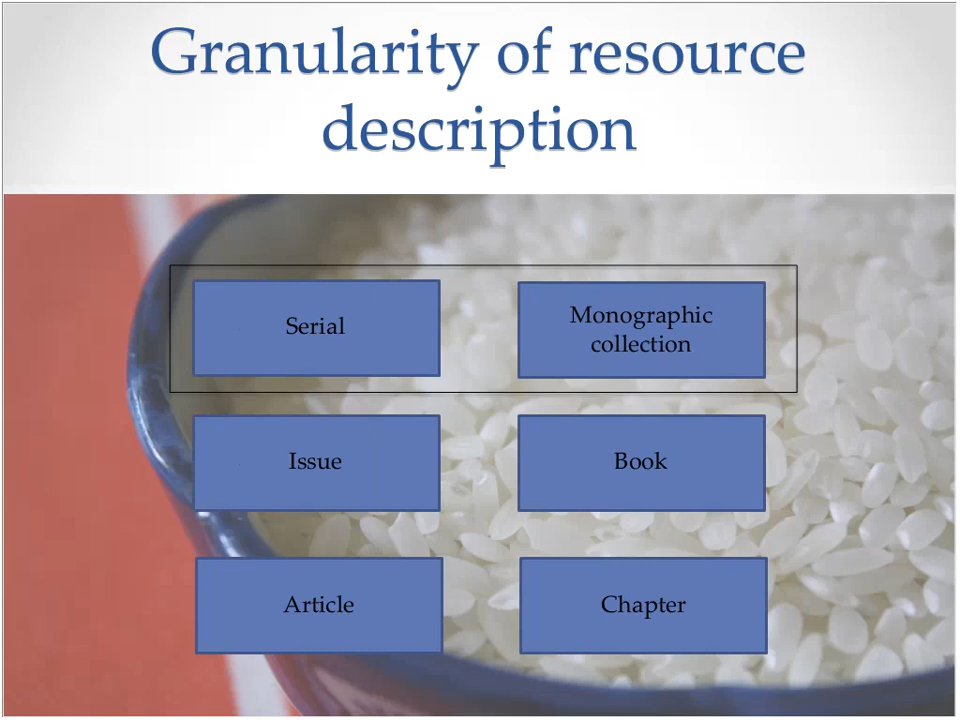 Granularity of resource
description
Serial
Monographic
collection
Issue
Book
Article
Chapter